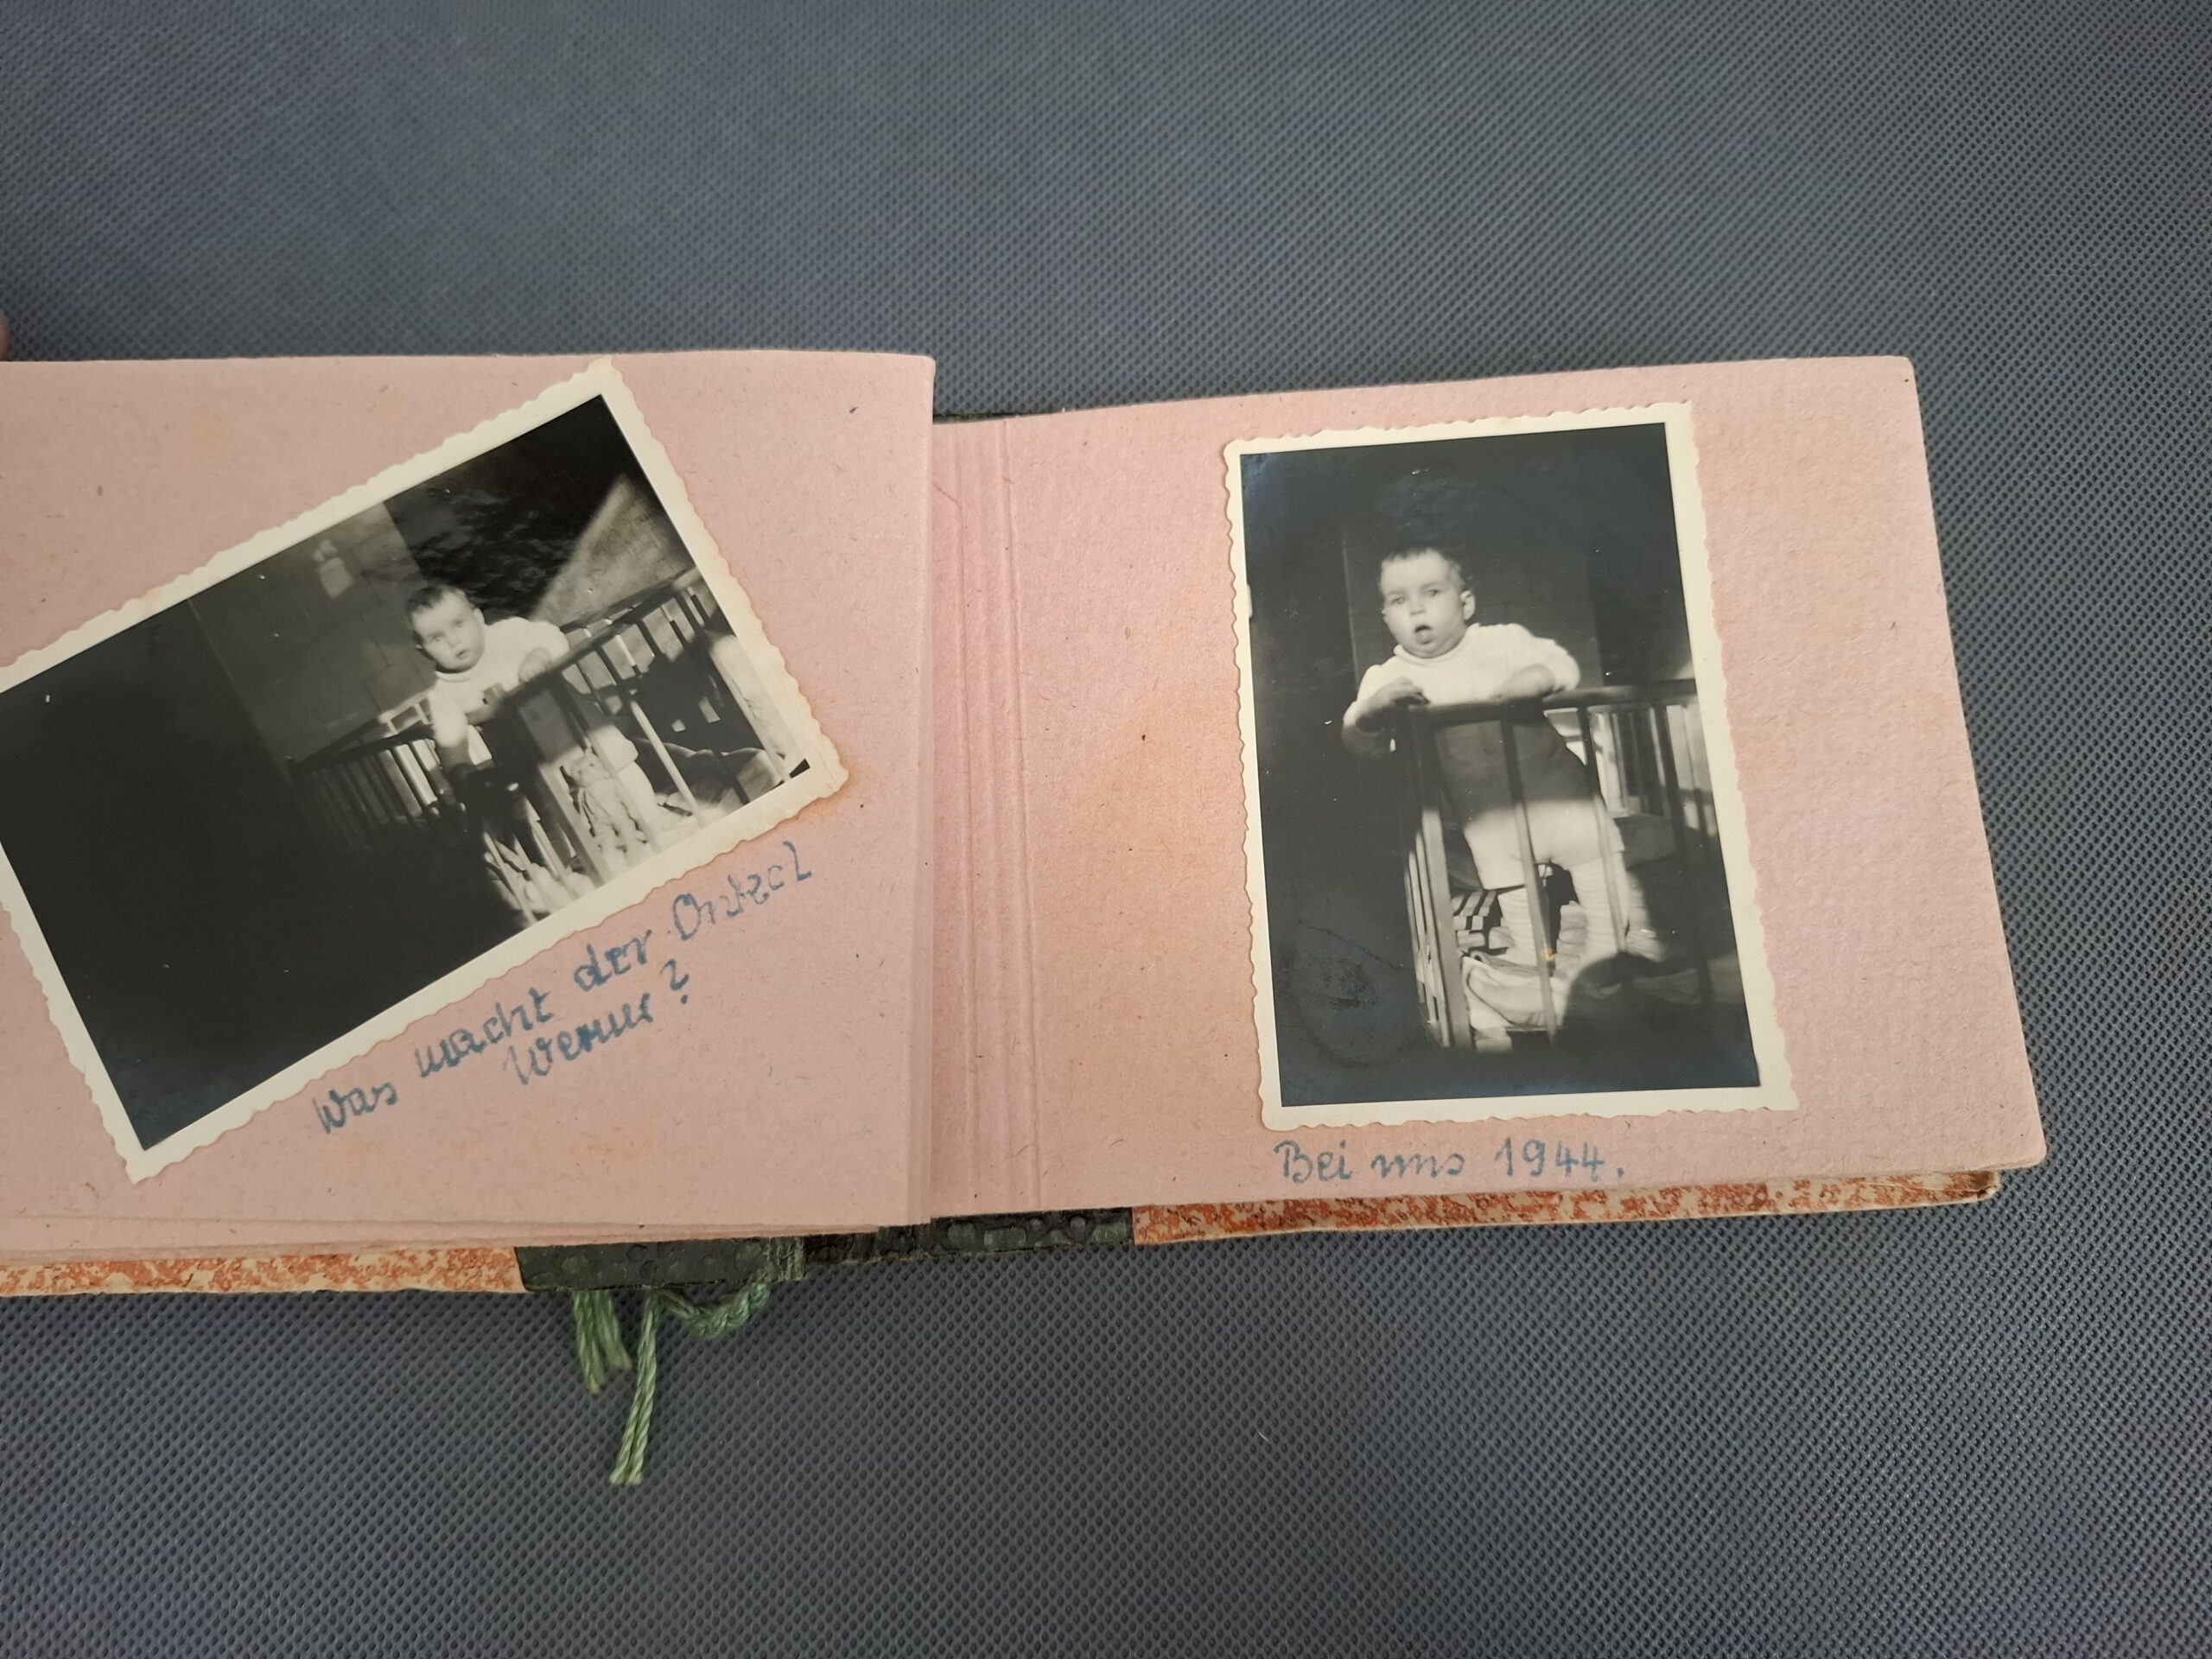 Was macht der Onkel
Werner?
Bei uns 1944.